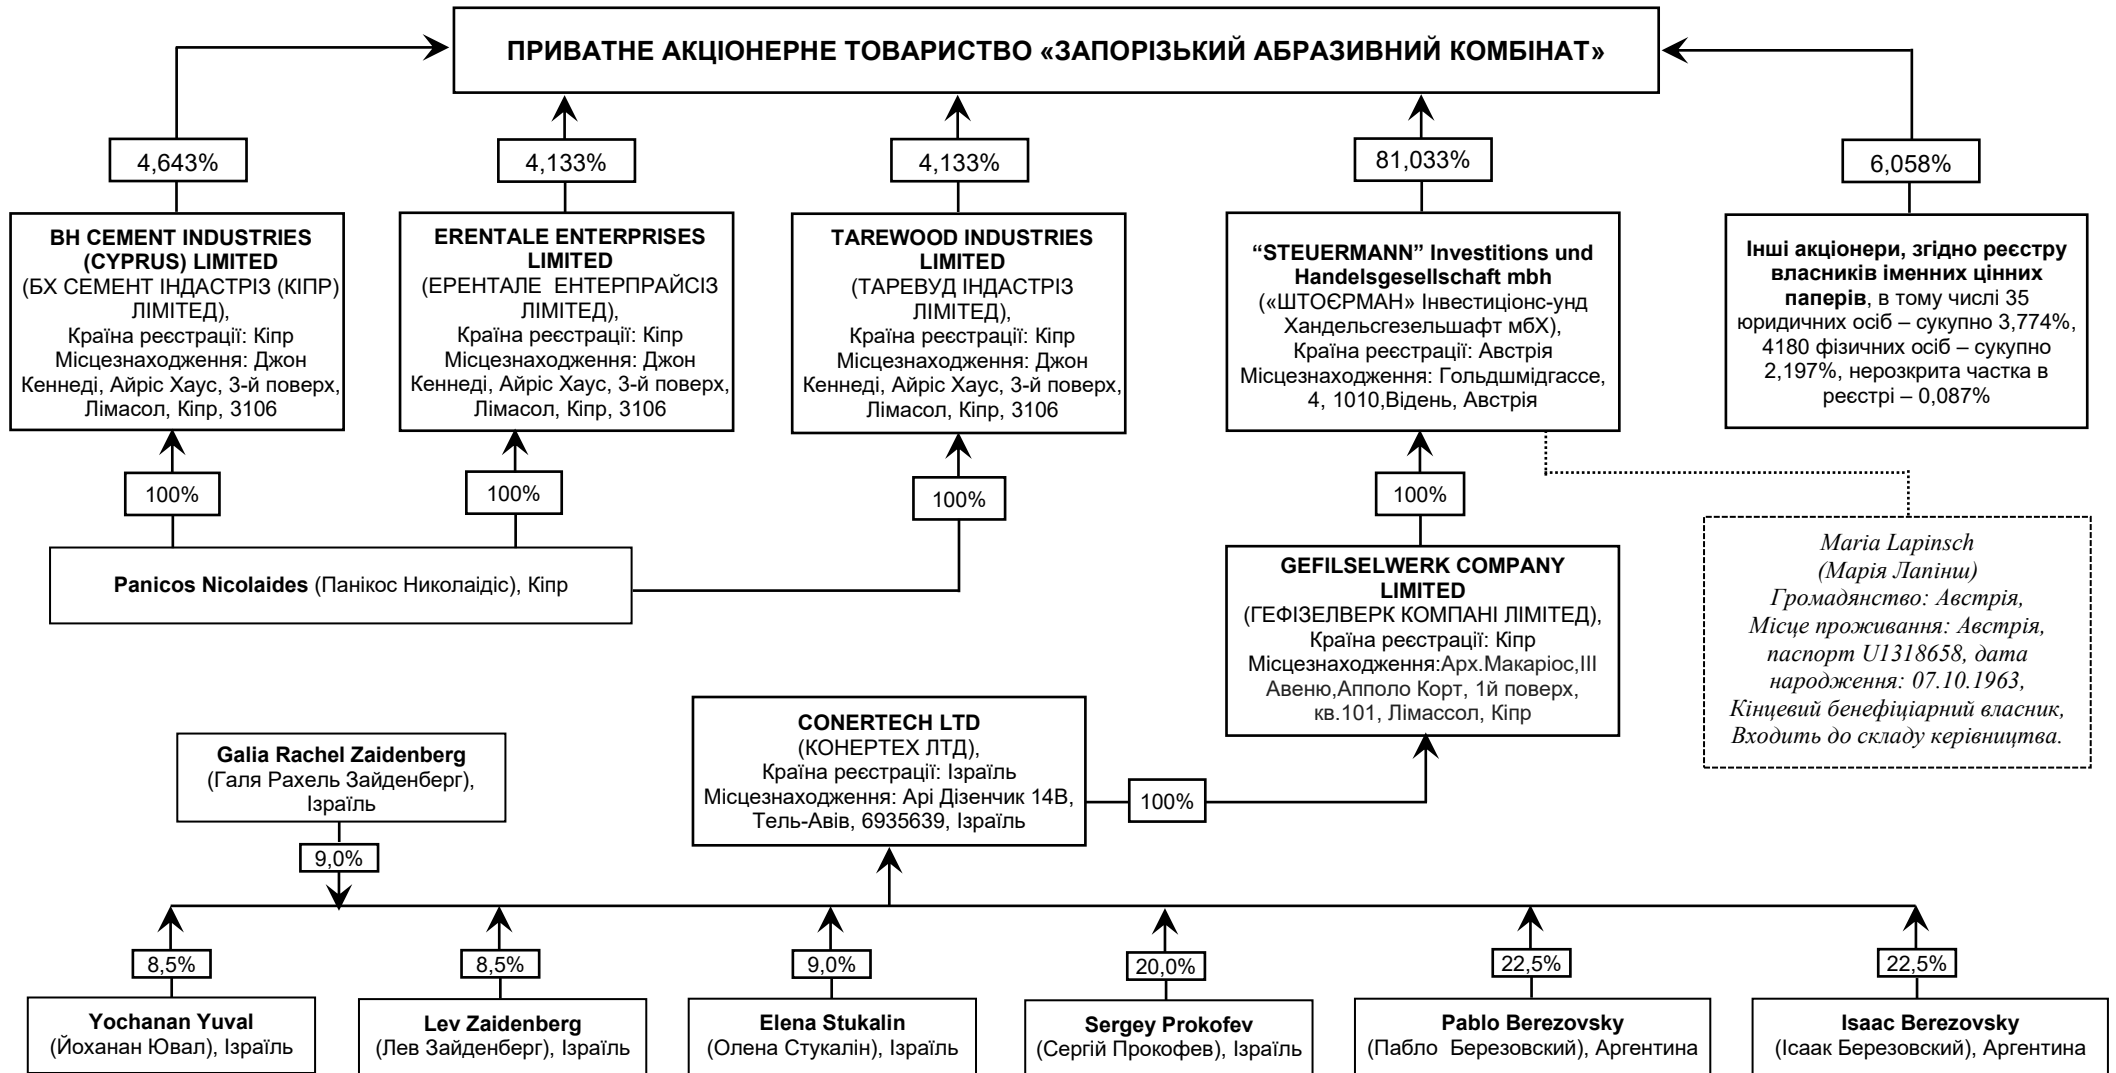 ПРИВАТНЕ АКЦІОНЕРНЕ ТОВАРИСТВО «ЗАПОРІЗЬКИЙ АБРАЗИВНИЙ КОМБІНАТ»
4,643%
4,133%
4,133%
81,033%
6,058%
BH CEMENT INDUSTRIES
(CYPRUS) LIMITED
(БХ СЕМЕНТ ІНДАСТРІЗ (КІПР)
ЛІМІТЕД),
Країна реєстрації: Кіпр
Місцезнаходження: Джон
Кеннеді, Айріс Хаус, 3-й поверх,
Лімасол, Кіпр, 3106
ERENTALE ENTERPRISES
LIMITED
(ЕРЕНТАЛЕ ЕНТЕРПРАЙСІЗ
ЛІМІТЕД),
Країна реєстрації: Кіпр
Місцезнаходження: Джон
Кеннеді, Айріс Хаус, 3-й поверх,
Лімасол, Кіпр, 3106
TAREWOOD INDUSTRIES
LIMITED
(ТАРЕВУД ІНДАСТРІЗ
ЛІМІТЕД),
Країна реєстрації: Кіпр
Місцезнаходження: Джон
Кеннеді, Айріс Хаус, 3-й поверх,
Лімасол, Кіпр, 3106
“STEUERMANN” Investitions und
Handelsgesellschaft mbh
(«ШТОЄРМАН» Інвестиціонс-унд
Хандельсгезельшафт мбХ),
Країна реєстрації: Австрія
Місцезнаходження: Гольдшмідгассе,
4, 1010,Відень, Австрія
Інші акціонери, згідно реєстру
власників іменних цінних
паперів, в тому числі 35
юридичних осіб – сукупно 3,774%,
4180 фізичних осіб – сукупно
2,197%, нерозкрита частка в
реєстрі – 0,087%
100%
100%
100%
100%
Panicos Nicolaides (Панікос Николаідіс), Кіпр
GEFILSELWERK COMPANY
LIMITED
(ГЕФІЗЕЛВЕРК КОМПАНІ ЛІМІТЕД),
Країна реєстрації: Кіпр
Місцезнаходження:Арх.Макаріос,III
Авеню,Апполо Корт, 1й поверх,
кв.101, Лімассол, Кіпр
Maria Lapinsch
(Марія Лапінш)
Громадянство: Австрія,
Місце проживання: Австрія,
паспорт U1318658, дата
народження: 07.10.1963,
Кінцевий бенефіціарний власник,
Входить до складу керівництва.
CONERTECH LTD
(КОНЕРТЕХ ЛТД),
Країна реєстрації: Ізраїль
Місцезнаходження: Арі Дізенчик 14В,
Тель-Авів, 6935639, Ізраїль
100%
Galia Rachel Zaidenberg
(Галя Рахель Зайденберг),
Ізраїль
9,0%
8,5%
8,5%
9,0%
20,0%
22,5%
22,5%
Yochanan Yuval
(Йоханан Ювал), Ізраїль
Lev Zaidenberg
(Лев Зайденберг), Ізраїль
Elena Stukalin
(Олена Стукалін), Ізраїль
Sergey Prokofev
(Сергій Прокофев), Ізраїль
Pablo Berezovsky
(Пабло Березовский), Аргентина
Isaac Berezovsky
(Ісаак Березовский), Аргентина